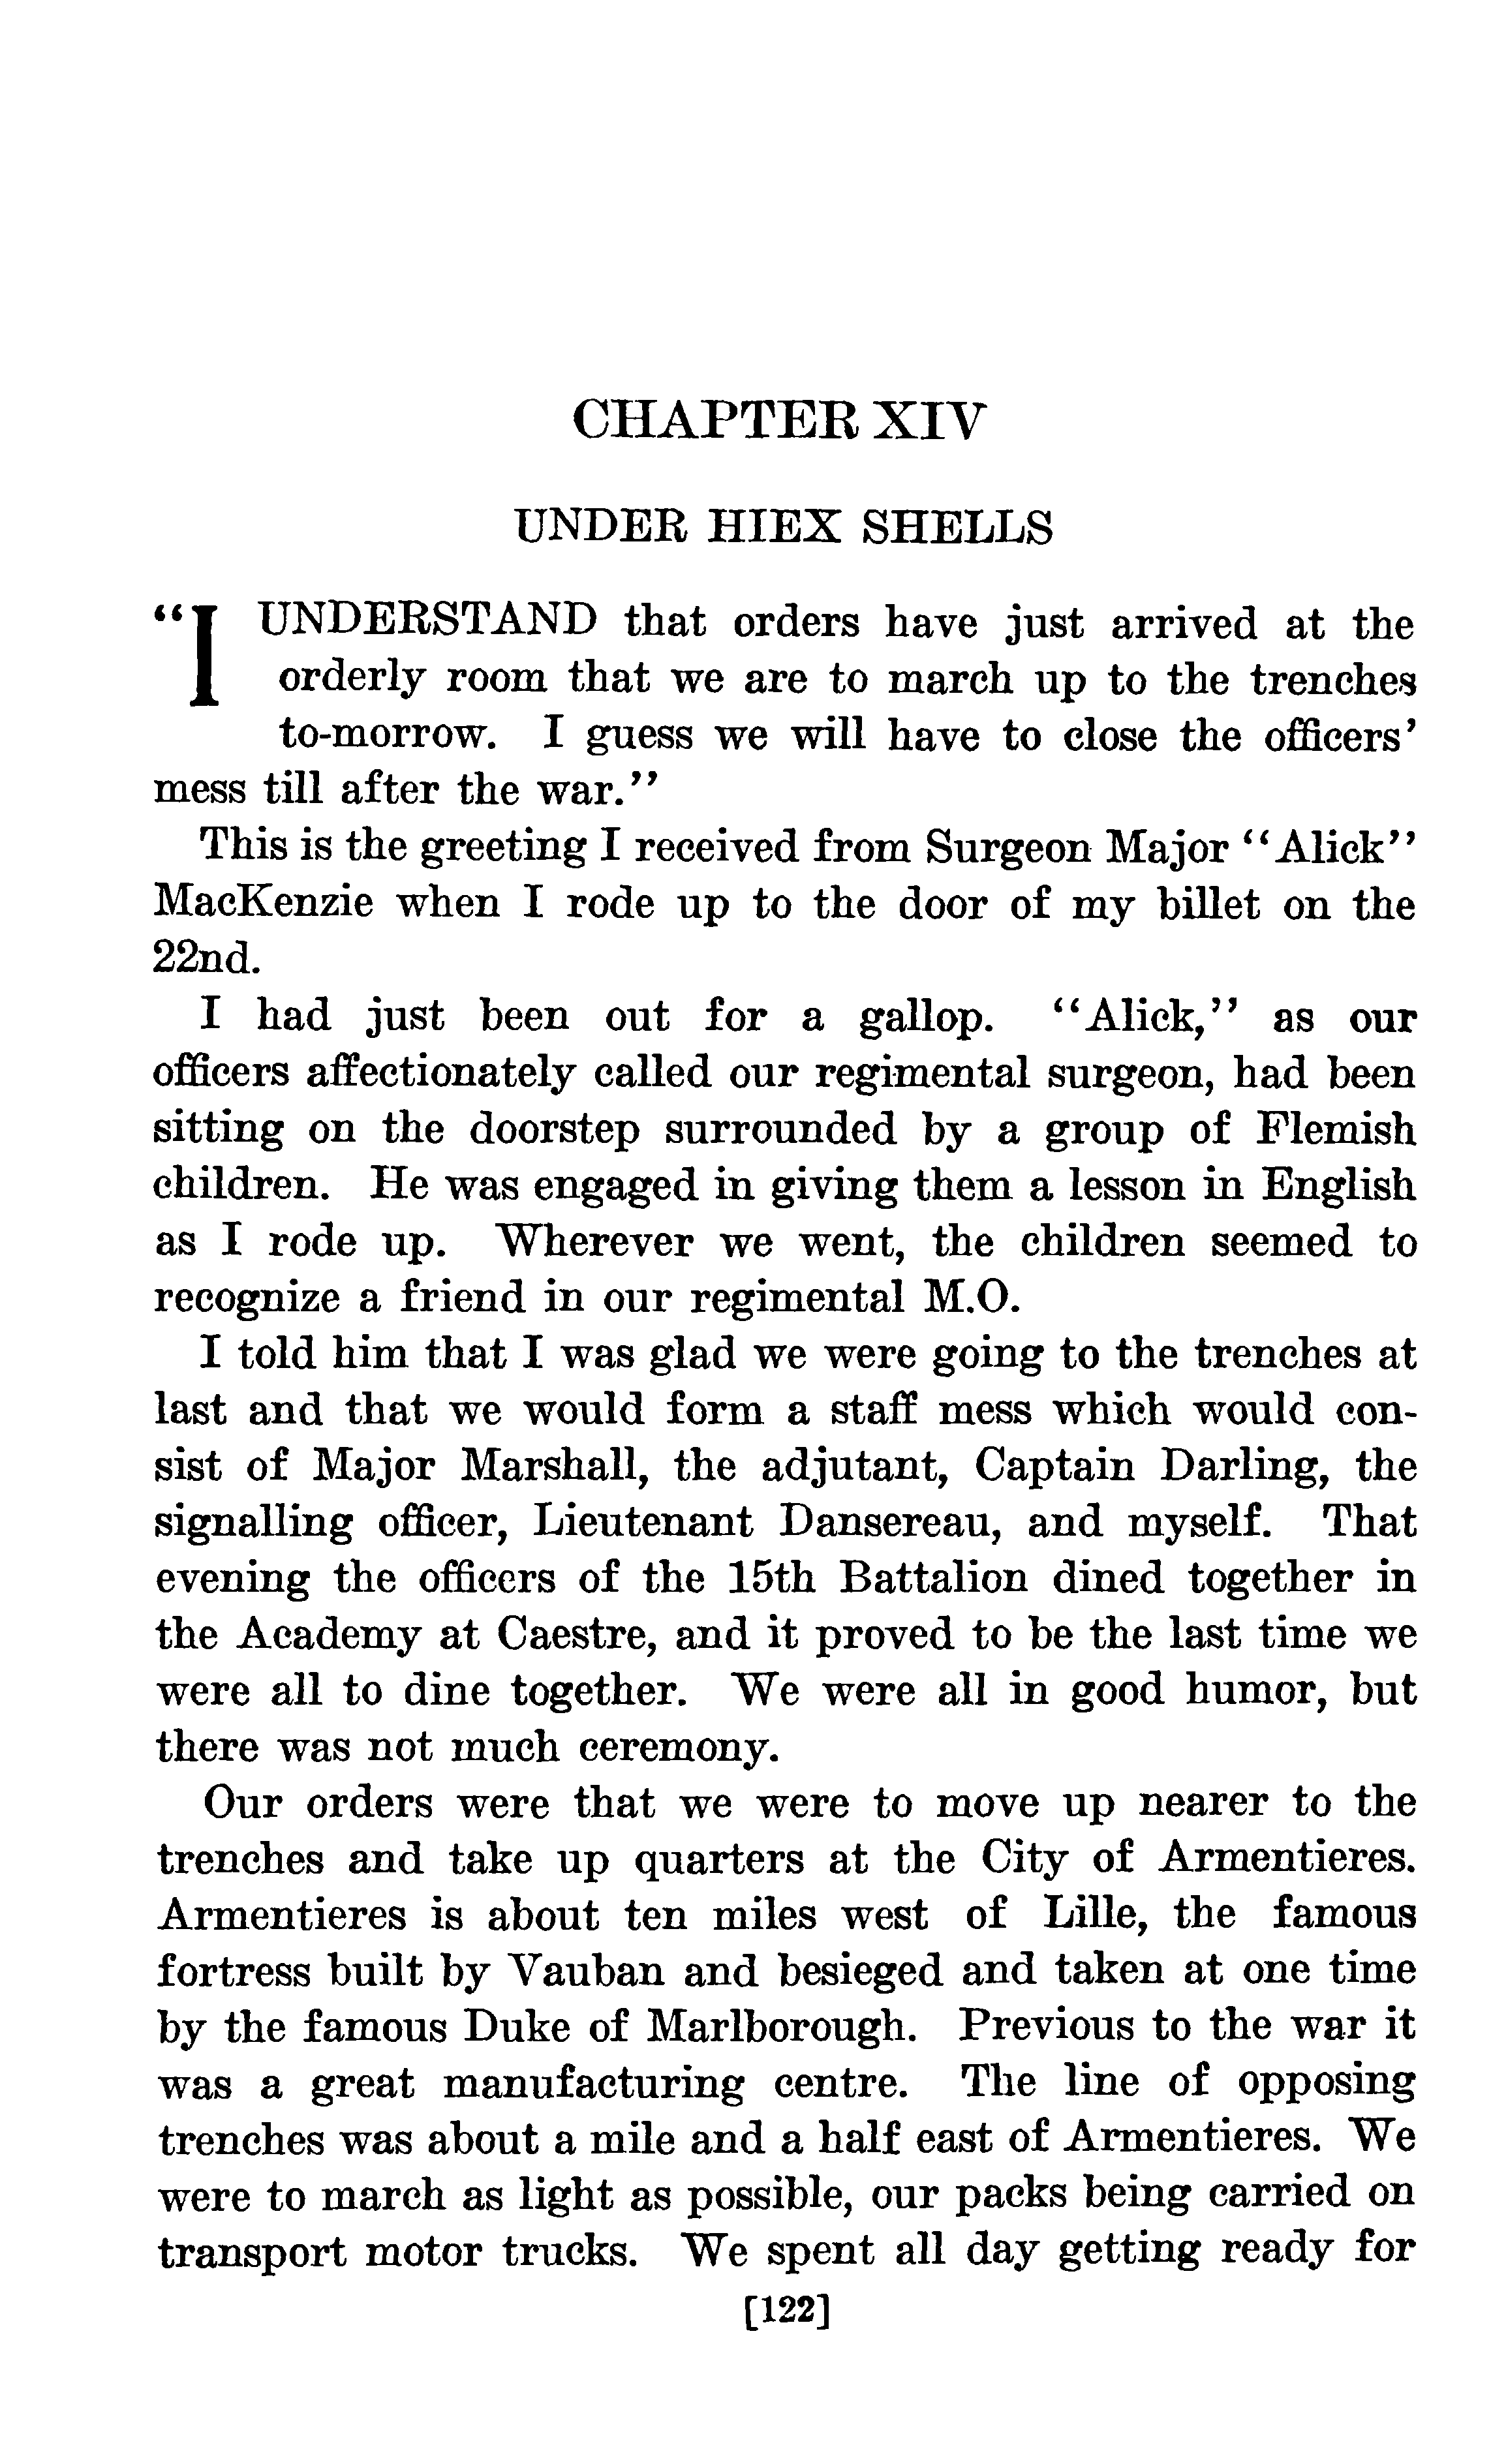 CHAPTER XIV
UNDER HIEX SHELLS
"I UNDERSTAND that orders have just arrived at the
orderly room that we are to march up to the trenches
to-morrow. I guess we will have to close the officers'
mess till after the war."
This is the greeting I received from Surgeon Major "Alick"
MacKenzie when I rode up to the door of my billet on the
22nd.
I had just been out for a gallop. "Alick," as our
officers affectionately called our regimental surgeon, had been
sitting on the doorstep surrounded by a group of Flemish
children. He was engaged in giving them a lesson in English
as I rode up. Wherever we went, the children seemed to
recognize a friend in our regimental M.O.
I told him that I was glad we were going to the trenches at
last and that we would form a staff mess which would con-
sist of Major Marshall, the adjutant, Captain Darling, the
signalling officer, Lieutenant Dansereau, and myself. That
evening the officers of the 15th Battalion dined together in
the Academy at Caestre, and it proved to be the last time we
were all to dine together. We were all in good humor, but
there was not much ceremony.
Our orders were that we were to move up nearer to the
trenches and take up quarters at the City of Armentieres.
Armentieres is about ten miles west of Lille, the famous
fortress built by Vauban and besieged and taken at one time
by the famous Duke of Marlborough. Previous to the war it
was a great manufacturing centre. The line of opposing
trenches was about a mile and a half east of Armentieres. We
were to march as light as possible, our packs being carried on
transport motor trucks. We spent all day getting ready for
[122]